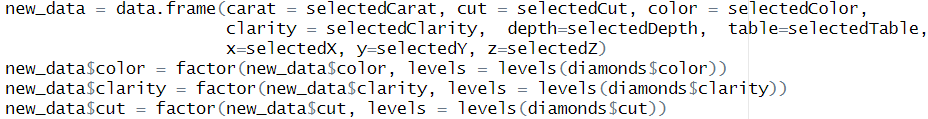 new_data = data.frame(carat = selectedCarat, cut = selectedCut, color = selectedColor,
clarity = selectedClarity,  depth=selectedDepth,  table=selectedTable,
x=selectedX, y=selectedY, z=selectedZ)
new_data$color = factor(new_data$color, levels = levels(diamonds$color))
new_data$clarity = factor(new_data$clarity, levels = levels(diamonds$clarity))
new_data$cut = factor(new_data$cut, levels = levels(diamonds$cut))